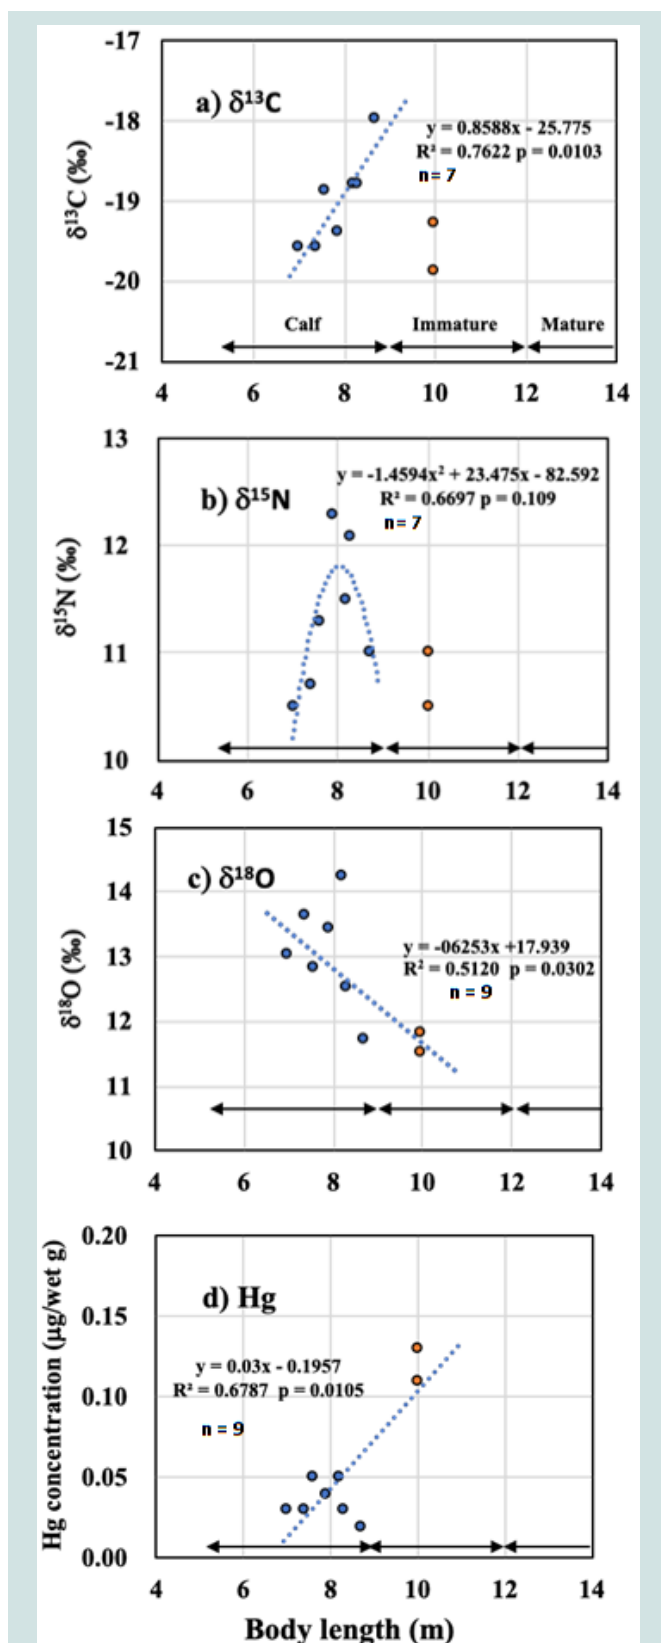 -17
a) δ¹³C
-18
y = 0.8588x - 25.775
R² = 0.7622 p = 0.0103
n= 7
δ¹³C (‰)
-19
-20
Calf Immature Mature
-21
4 6 8 10 12 14
13
y = -1.4594x² + 23.475x - 82.592
b) δ¹⁵N
R² = 0.6697 p = 0.109
n= 7
12
δ¹⁵N (‰)
11
10
4 6 8 10 12 14
15
c) δ¹⁸O
14
y = -06253x +17.939
13
R² = 0.5120 p = 0.0302
n = 9
δ¹⁸O (‰)
12
11
10
4 6 8 10 12 14
0.20
d) Hg
0.15
y = 0.03x - 0.1957
R² = 0.6787 p = 0.0105
n = 9
Hg concentration (µg/wet g)
0.10
0.05
0.00
4 6 8 10 12 14
Body length (m)